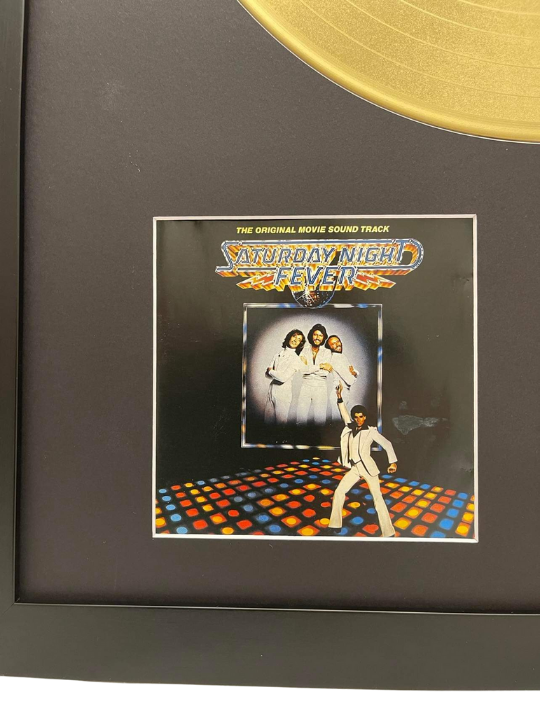 THE ORIGINAL MOVIE SOUND TRACK
SATURDAY NIGHT
FEVER